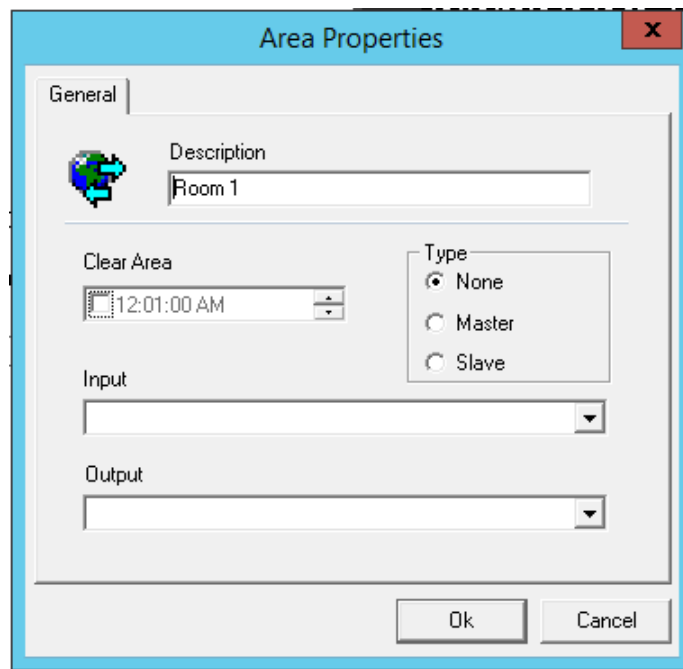 Area Properties
x
General
Description
Room 1
Clear Area
12:01:00 AM
Type
None
Master
Slave
Input
Output
Ok
Cancel